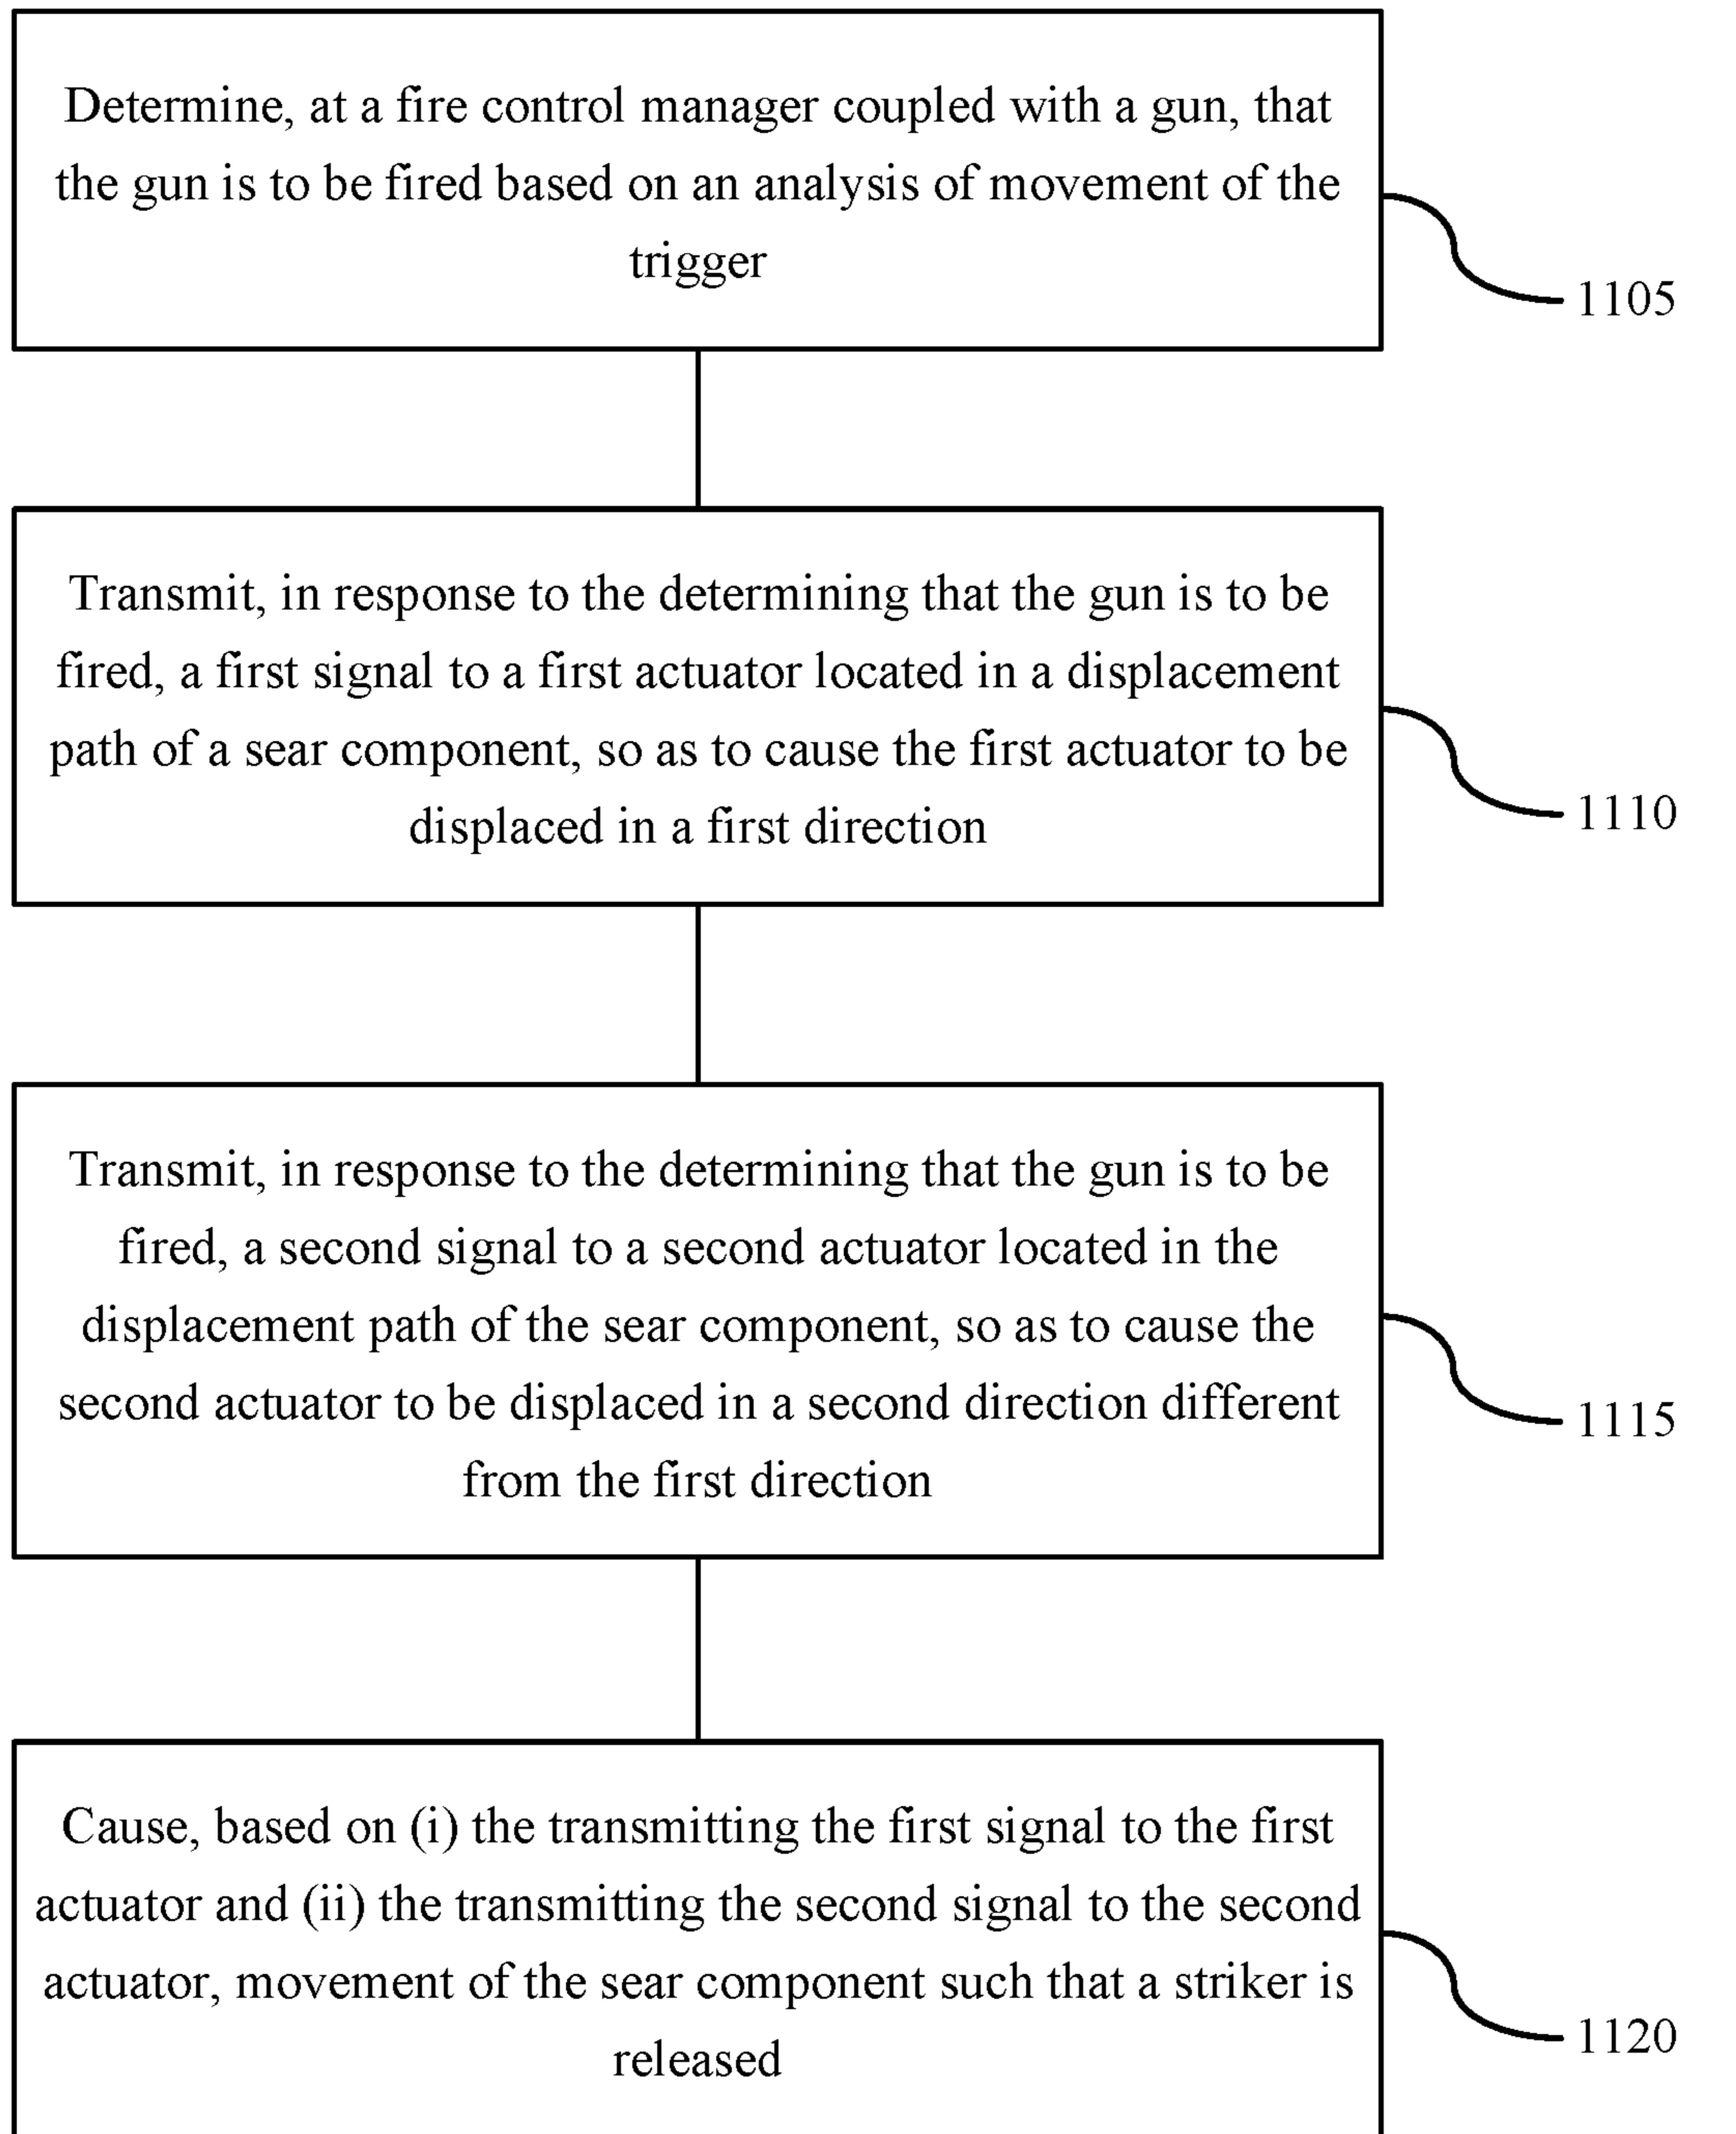 Determine, at a fire control manager coupled with a gun, that
the gun is to be fired based on an analysis of movement of the
trigger
1105
Transmit, in response to the determining that the gun is to be
fired, a first signal to a first actuator located in a displacement
path of a sear component, so as to cause the first actuator to be
displaced in a first direction
1110
Transmit, in response to the determining that the gun is to be
fired, a second signal to a second actuator located in the
displacement path of the sear component, so as to cause the
second actuator to be displaced in a second direction different
from the first direction
1115
Cause, based on (i) the transmitting the first signal to the first
actuator and (ii) the transmitting the second signal to the second
actuator, movement of the sear component such that a striker is
released
1120